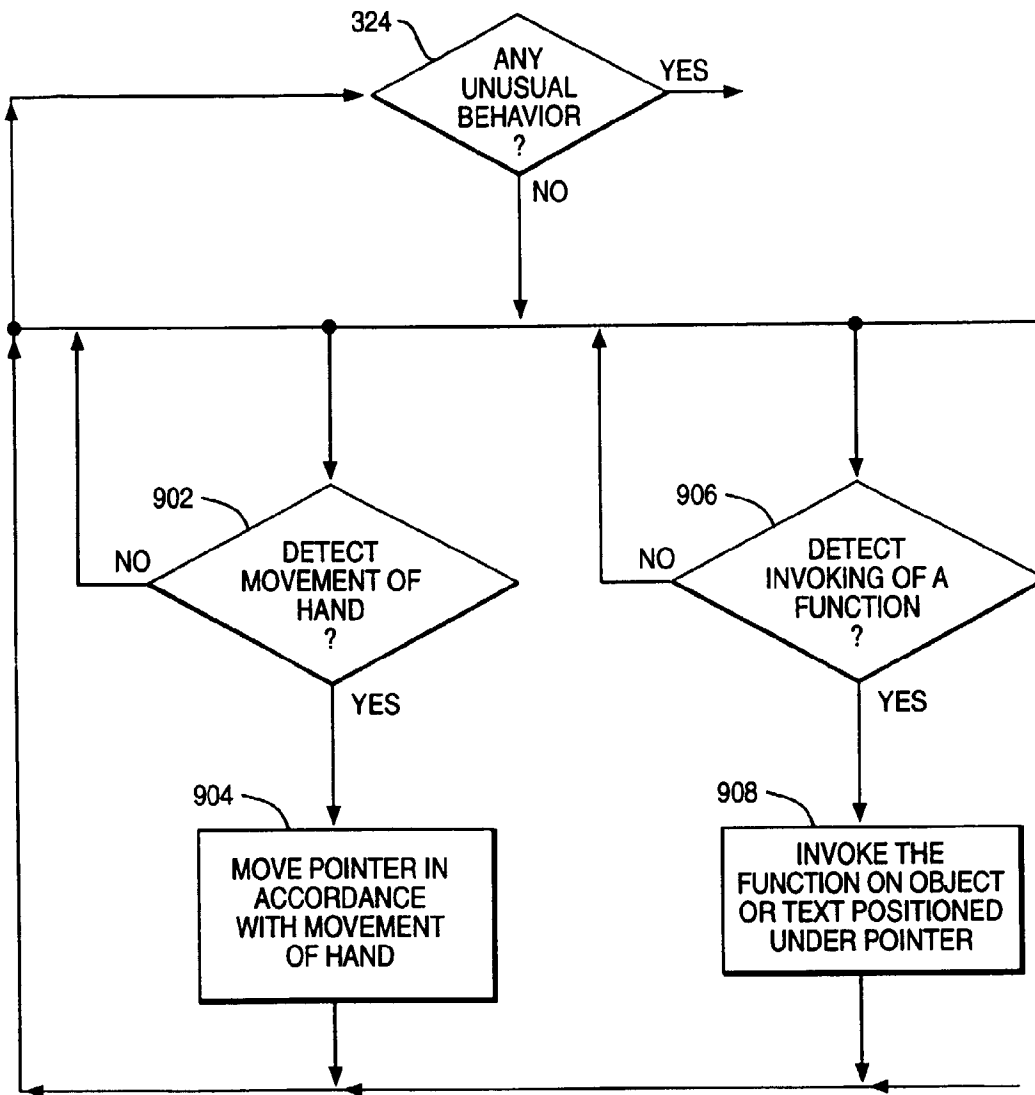 324
ANY
UNUSUAL
BEHAVIOR
?
YES
NO
902
NO
DETECT
MOVEMENT OF
HAND
?
YES
906
NO
DETECT
INVOKING OF A
FUNCTION
?
YES
904
MOVE POINTER IN
ACCORDANCE
WITH MOVEMENT
OF HAND
908
INVOKE THE
FUNCTION ON OBJECT
OR TEXT POSITIONED
UNDER POINTER